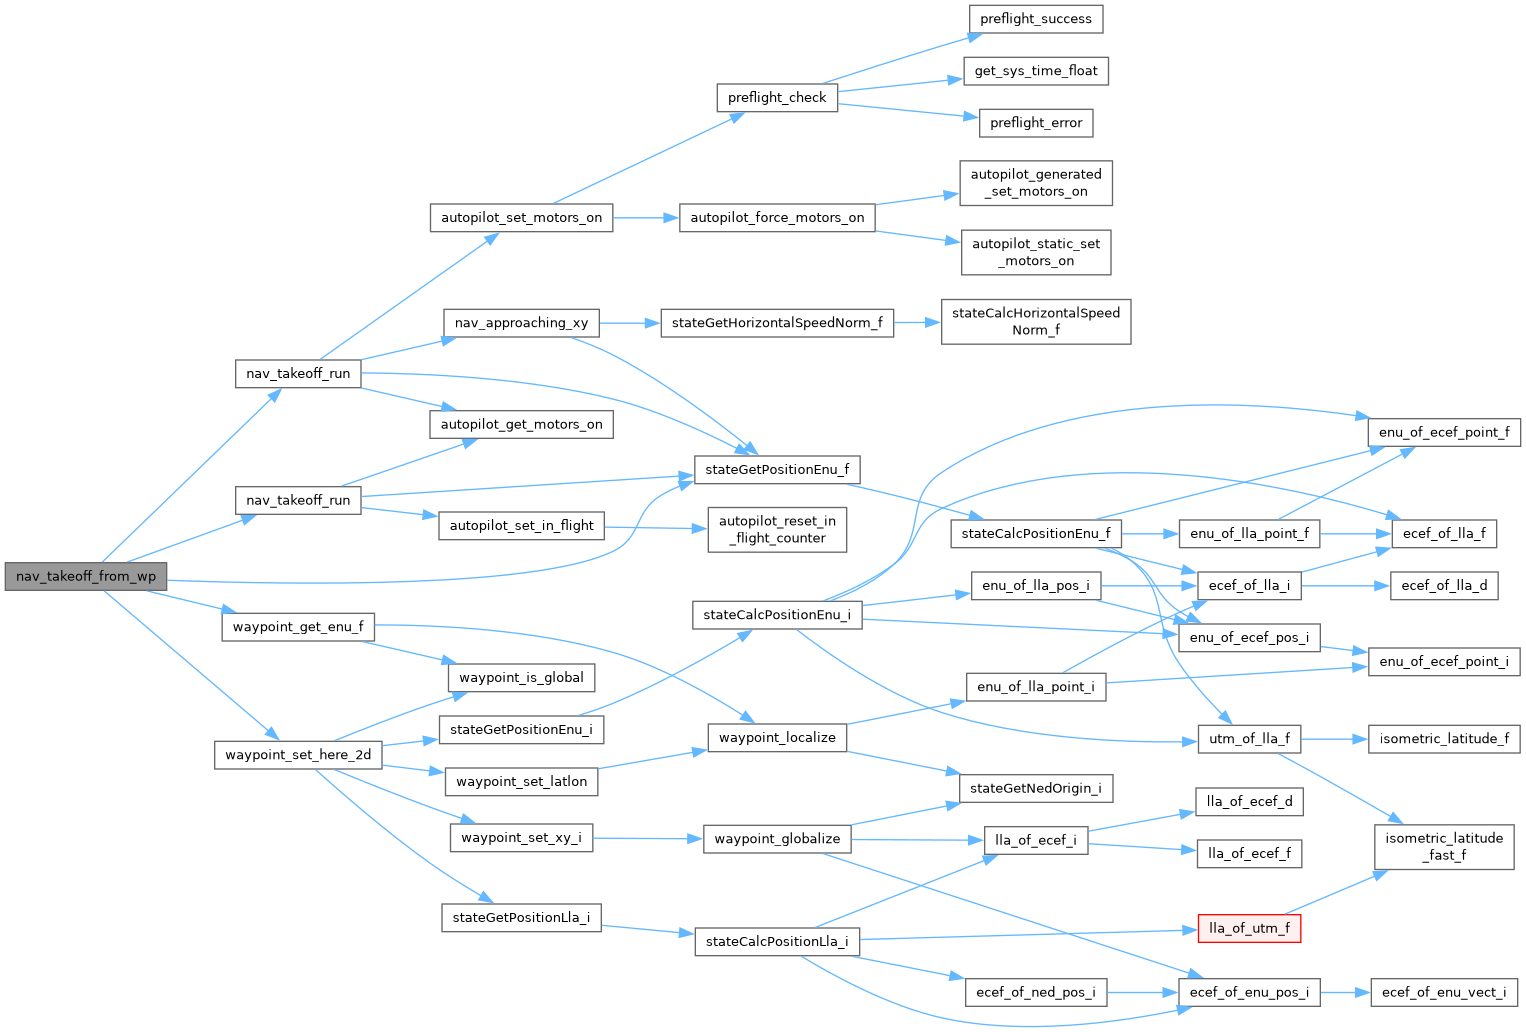 preflight_success
get_sys_time_float
preflight_check
preflight_error
autopilot_generated
_set_motors_on
autopilot_set_motors_on
autopilot_force_motors_on
autopilot_static_set
_motors_on
nav_approaching_xy
stateGetHorizontalSpeedNorm_f
stateCalcHorizontalSpeed
Norm_f
nav_takeoff_run
autopilot_get_motors_on
enu_of_ecef_point_f
stateGetPositionEnu_f
nav_takeoff_run
autopilot_set_in_flight
autopilot_reset_in
_flight_counter
stateCalcPositionEnu_f
enu_of_lla_point_f
ecef_of_lla_f
nav_takeoff_from_wp
enu_of_lla_pos_i
ecef_of_lla_i
ecef_of_lla_d
waypoint_get_enu_f
stateCalcPositionEnu_i
enu_of_ecef_pos_i
enu_of_ecef_point_i
waypoint_is_global
enu_of_lla_point_i
stateGetPositionEnu_i
waypoint_localize
utm_of_lla_f
isometric_latitude_f
waypoint_set_here_2d
waypoint_set_latlon
stateGetNedOrigin_i
lla_of_ecef_d
waypoint_set_xy_i
waypoint_globalize
lla_of_ecef_i
lla_of_ecef_f
isometric_latitude
_fast_f
stateGetPositionLla_i
stateCalcPositionLla_i
lla_of_utm_f
ecef_of_ned_pos_i
ecef_of_enu_pos_i
ecef_of_enu_vect_i